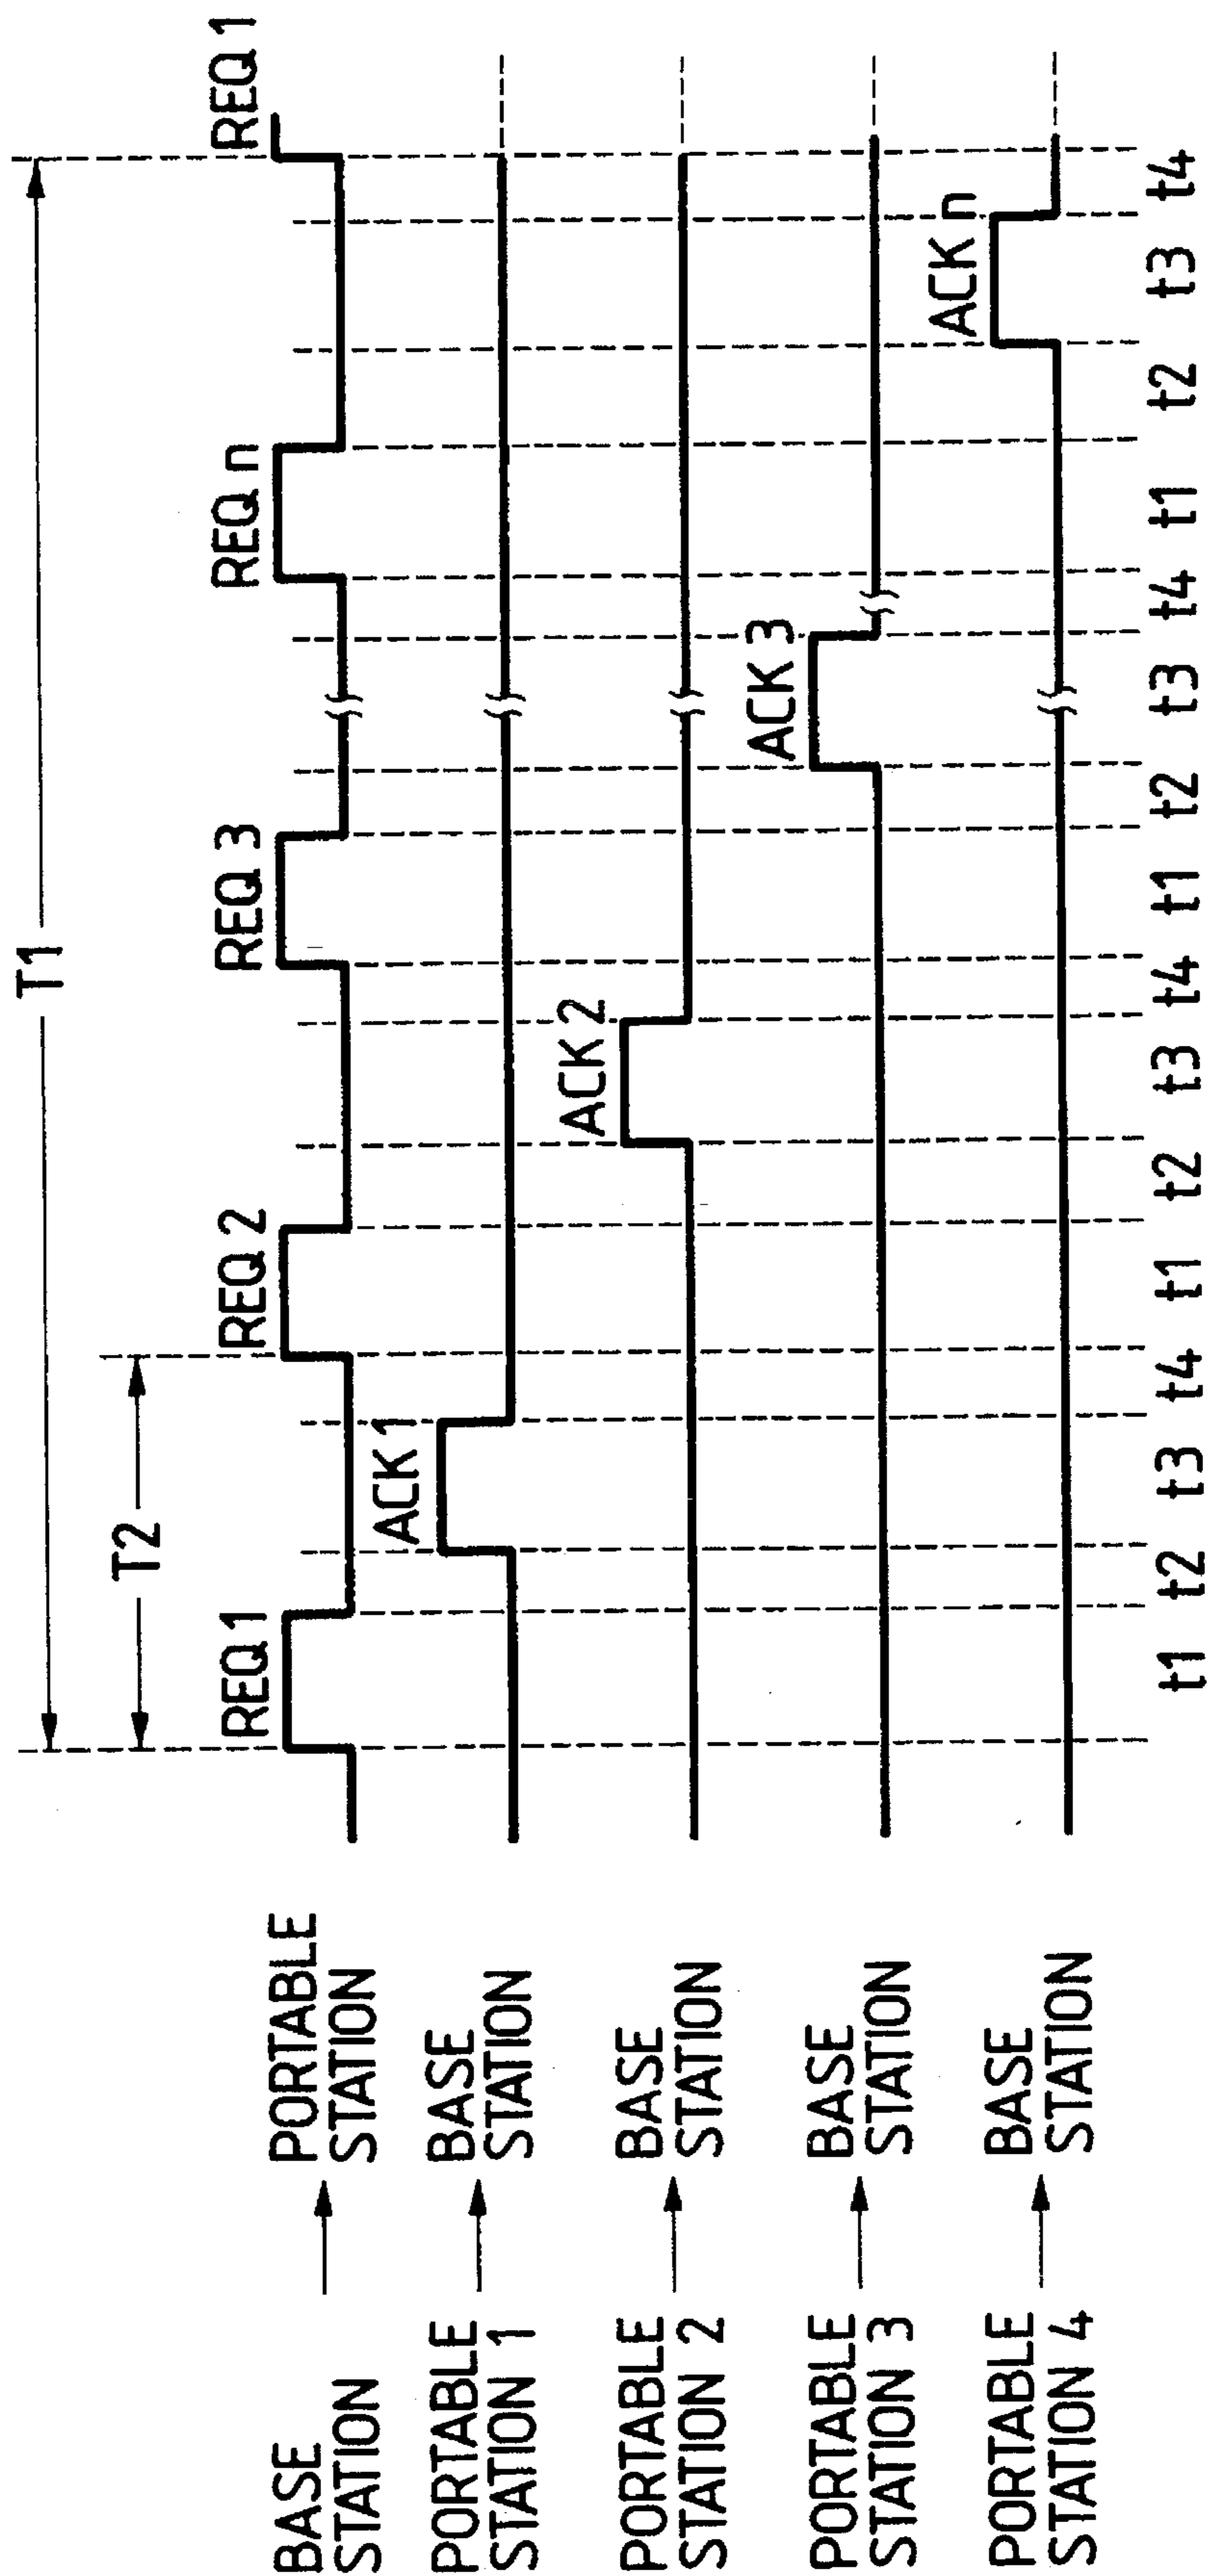 T1
T2
REQ 1
REQ 2
REQ 3
REQ n
REQ 1
BASE
STATION
PORTABLE
STATION
ACK 1
PORTABLE
STATION 1
BASE
STATION
ACK 2
PORTABLE
STATION 2
BASE
STATION
ACK 3
PORTABLE
STATION 3
BASE
STATION
ACK n
PORTABLE
STATION 4
BASE
STATION
t1 t2 t3 t4 t1 t2 t3 t4 t1 t2 t3 t4 t1 t2 t3 t4